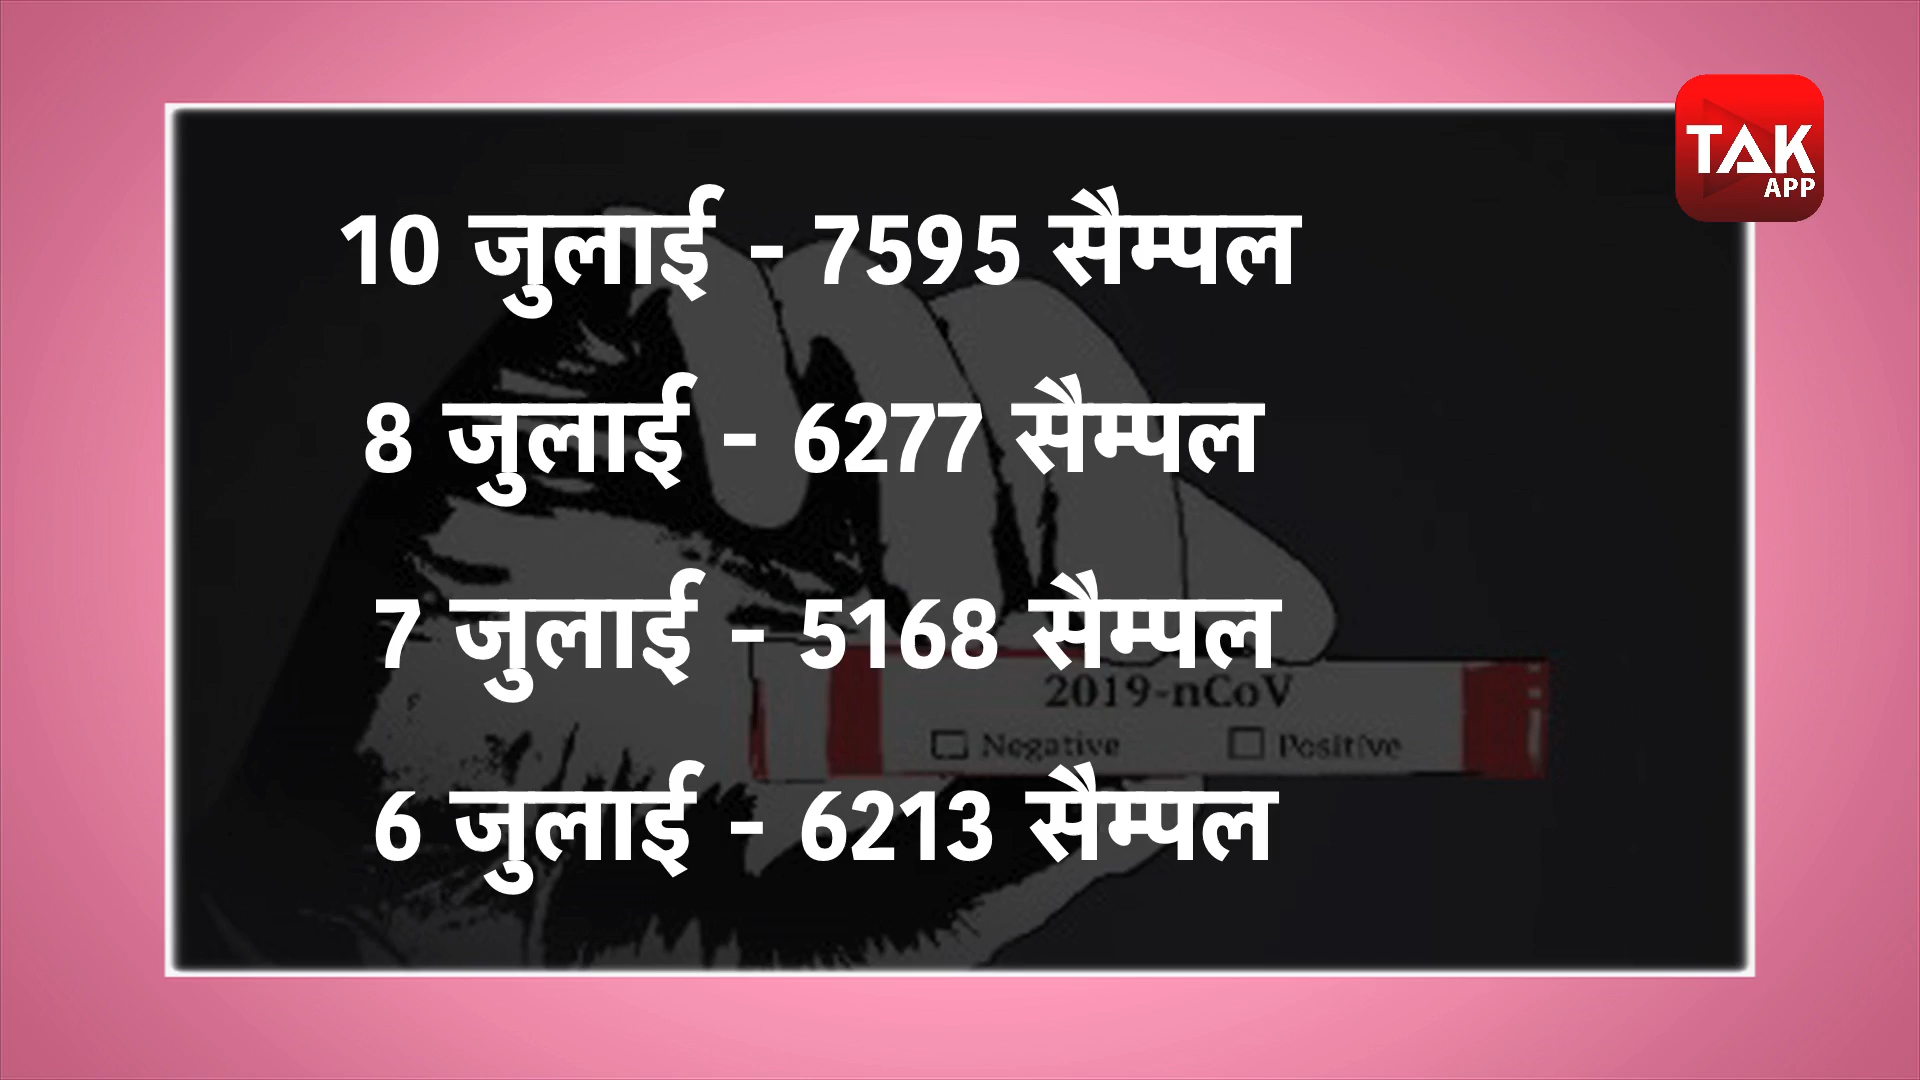 TAK
APP
10 जुलाई - 7595 सैम्पल
8 जुलाई - 6277 सैम्पल
7 जुलाई - 5168 सैम्पल
2019-nCoV
Negative Positive
6 जुलाई - 6213 सैम्पल